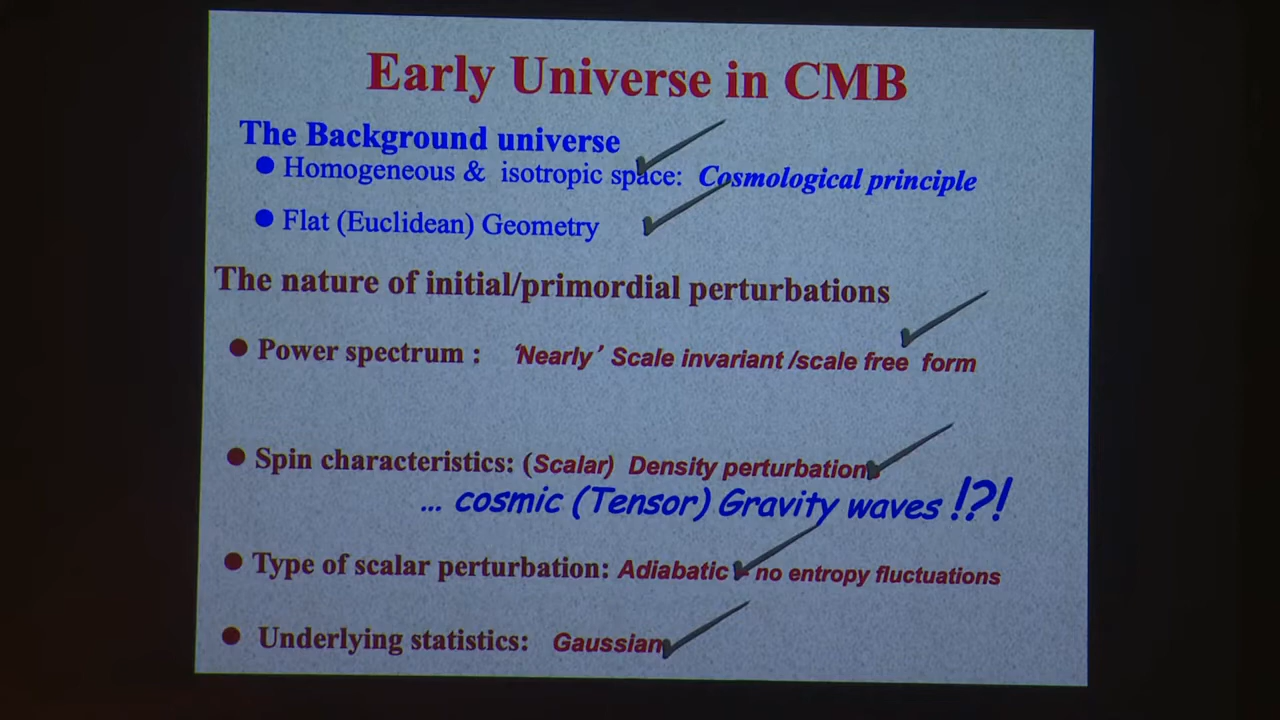 Early Universe in CMB
The Background universe
● Homogeneous & isotropic space: Cosmological principle
● Flat (Euclidean) Geometry
The nature of initial/primordial perturbations
● Power spectrum : ‘Nearly’ Scale invariant /scale free form
● Spin characteristics: (Scalar) Density perturbation
... cosmic (Tensor) Gravity waves !?!
● Type of scalar perturbation: Adiabatic - no entropy fluctuations
● Underlying statistics: Gaussian